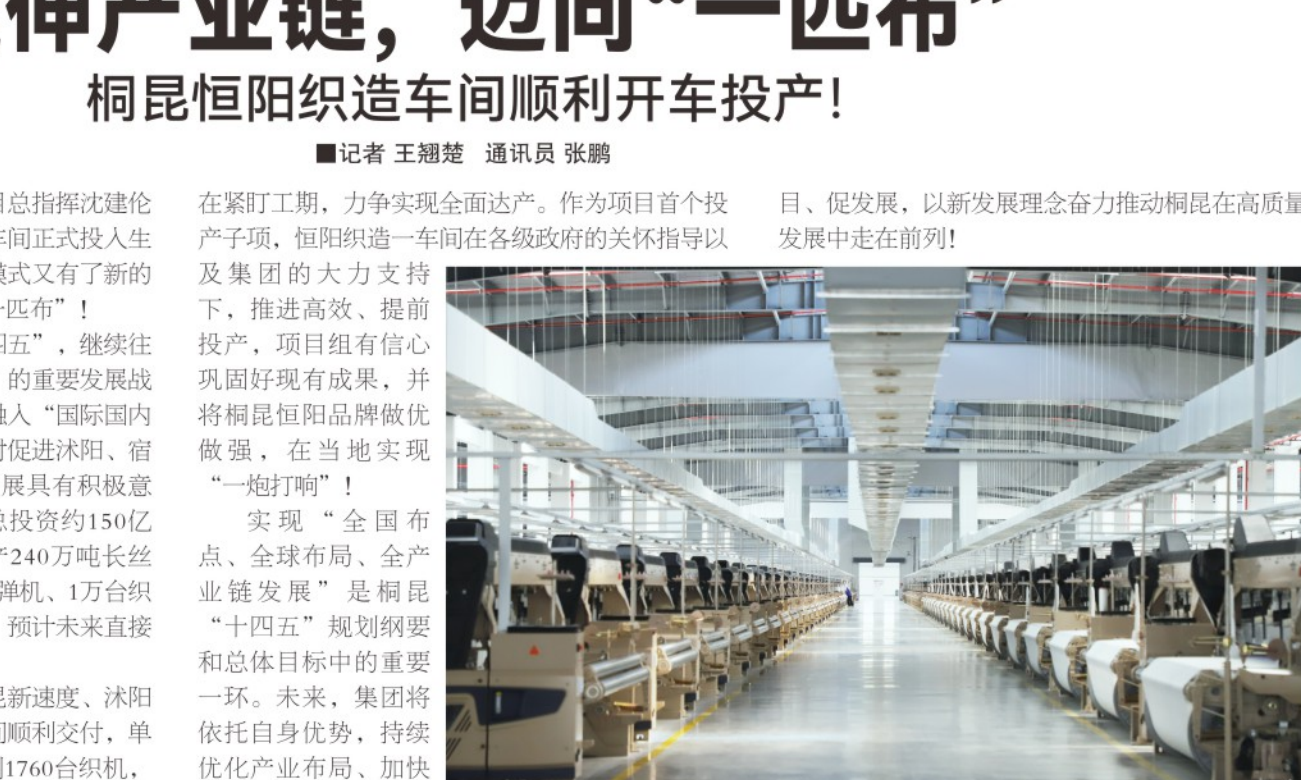 伸产业链，迈向“一匹布”
桐昆恒阳织造车间顺利开车投产！
■记者 王翘楚 通讯员 张鹏
总指挥沈建伦
车间正式投入生
模式又有了新的
一匹布”！
四五”，继续往
的重要发展战
融入“国际国内
促进沭阳、宿
展具有积极意
总投资约150亿
产240万吨长丝
弹机、1万台织
预计未来直接
昆新速度、沭阳
顺利交付，单
1760台织机，
在紧盯工期，力争实现全面达产。作为项目首个投
产子项，恒阳织造一车间在各级政府的关怀指导以
及集团的大力支持
下，推进高效、提前
投产，项目组有信心
巩固好现有成果，并
将桐昆恒阳品牌做优
做强，在当地实现
“一炮打响”！
实现“全国布
点、全球布局、全产
业链发展”是桐昆
“十四五”规划纲要
和总体目标中的重要
一环。未来，集团将
依托自身优势，持续
优化产业布局、加快
目、促发展，以新发展理念奋力推动桐昆在高质量
发展中走在前列！